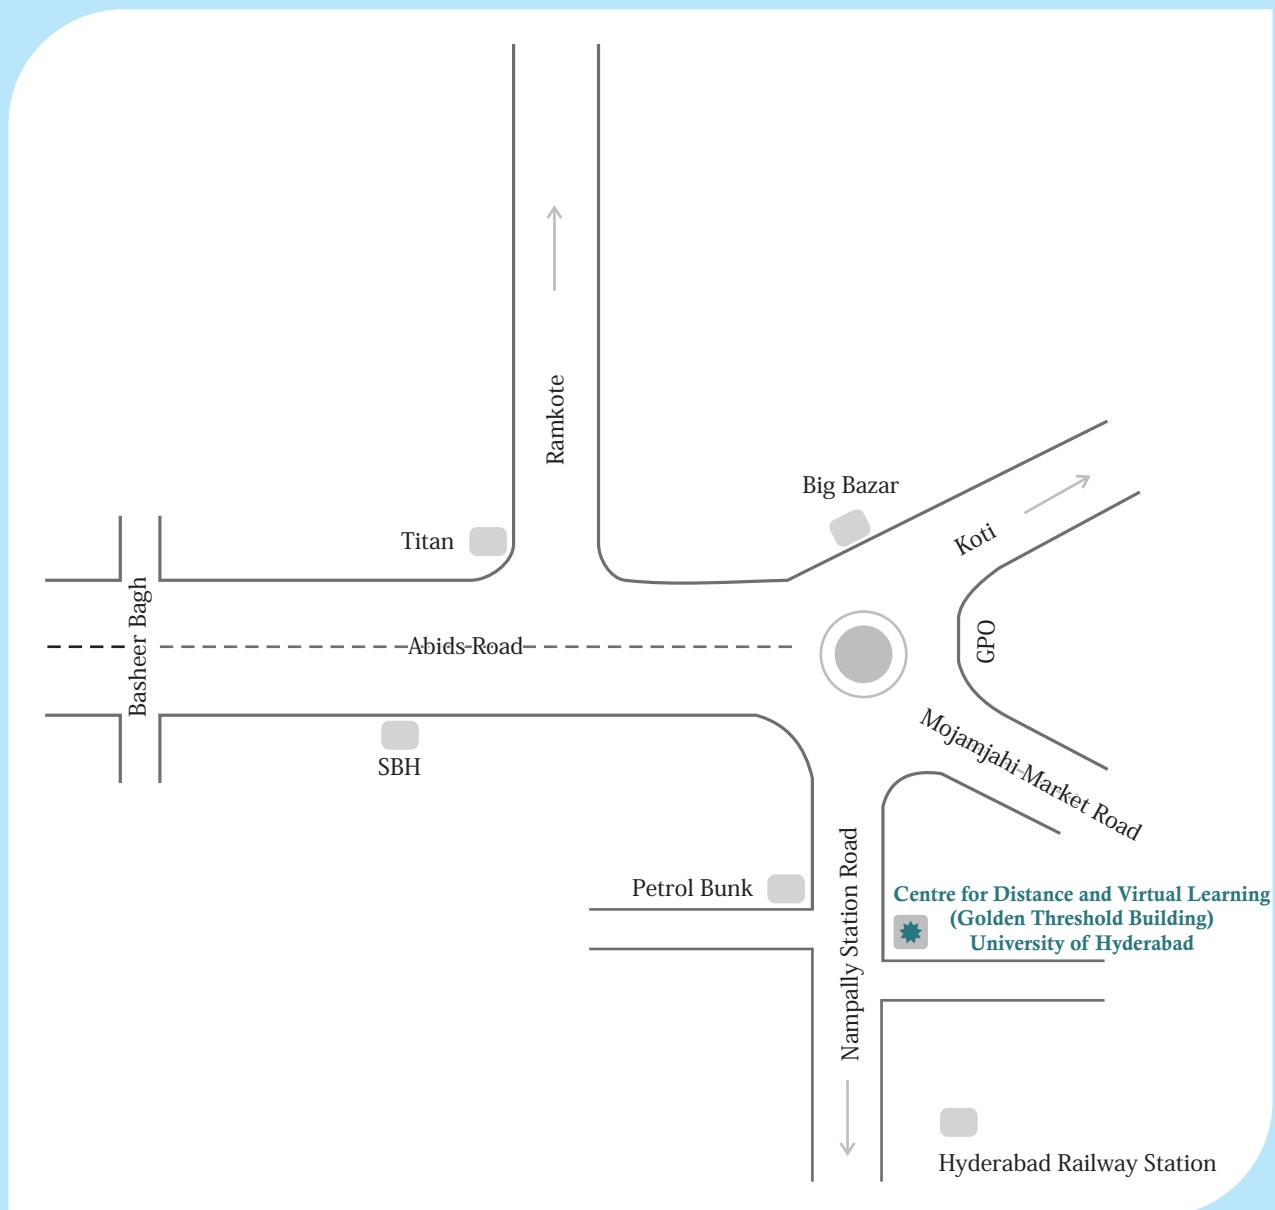 Ramkote
Big Bazar
Titan
Koti
Basheer Bagh
Abids Road
GPO
Mojamjahi Market Road
SBH
Nampally Station Road
Petrol Bunk
Centre for Distance and Virtual Learning
(Golden Threshold Building)
University of Hyderabad
Hyderabad Railway Station